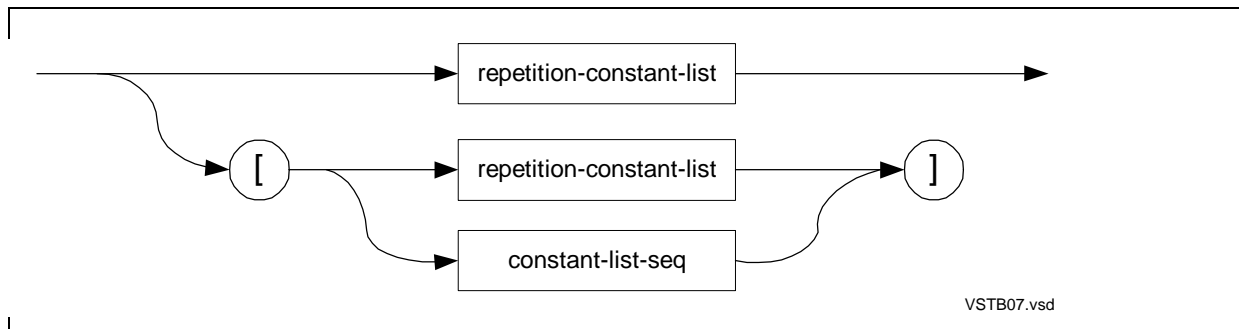 repetition-constant-list
[ repetition-constant-list ]
constant-list-seq
VSTB07.vsd